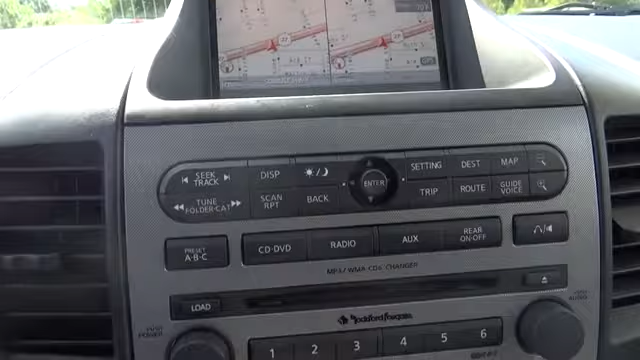 SEEK TRACK
DISP
SETTING
DEST
MAP
ENTER
TUNE FOLDER·CAT
SCAN RPT
BACK
TRIP
ROUTE
GUIDE VOICE
PRESET A·B·C
CD·DVD
RADIO
AUX
REAR ON·OFF
MP3/WMA CD6 CHANGER
LOAD
Rockford Fosgate
POWER
AUDIO
1 2 3 4 5 6